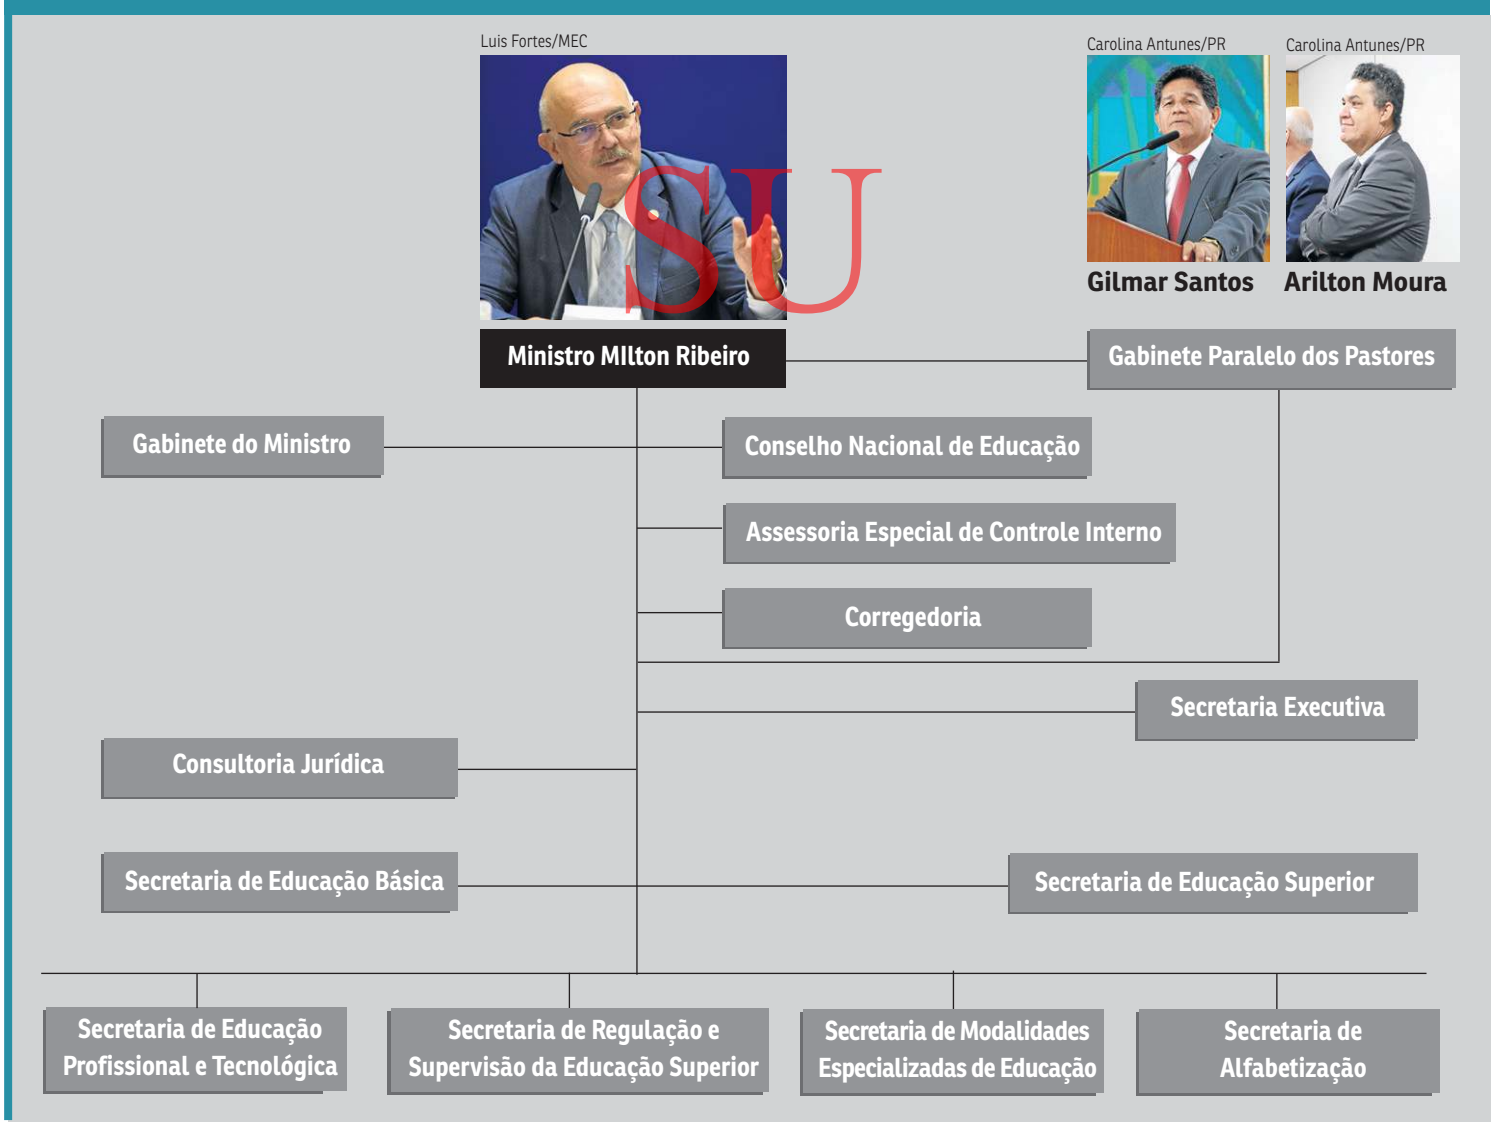 Luis Fortes/MEC
Carolina Antunes/PR
Carolina Antunes/PR
SU
Gilmar Santos
Arilton Moura
Ministro MIlton Ribeiro
Gabinete Paralelo dos Pastores
Gabinete do Ministro
Conselho Nacional de Educação
Assessoria Especial de Controle Interno
Corregedoria
Secretaria Executiva
Consultoria Jurídica
Secretaria de Educação Básica
Secretaria de Educação Superior
Secretaria de Educação
Profissional e Tecnológica
Secretaria de Regulação e
Supervisão da Educação Superior
Secretaria de Modalidades
Especializadas de Educação
Secretaria de
Alfabetização